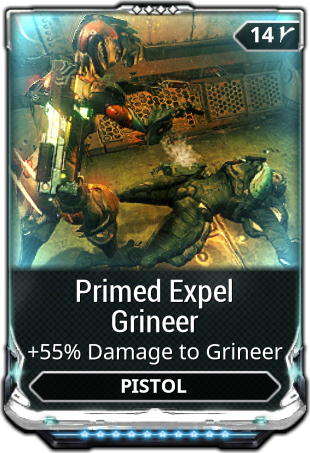 14
Primed Expel
Grineer
+55% Damage to Grineer
PISTOL